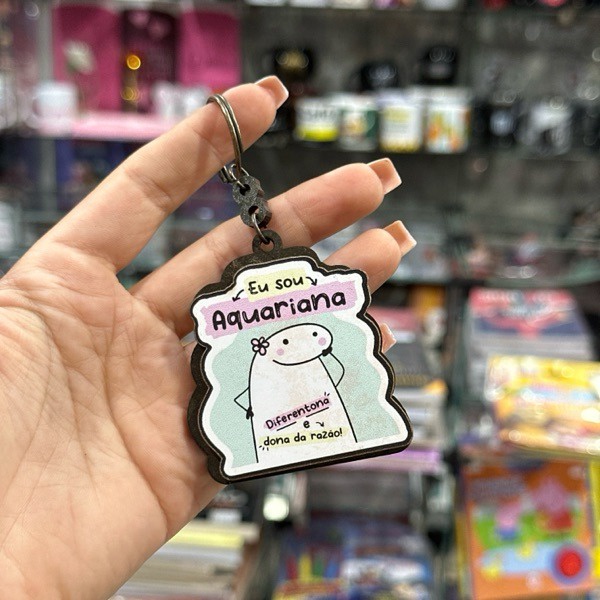 Eu sou
Aquariana
Diferentona
e
dona da razão!